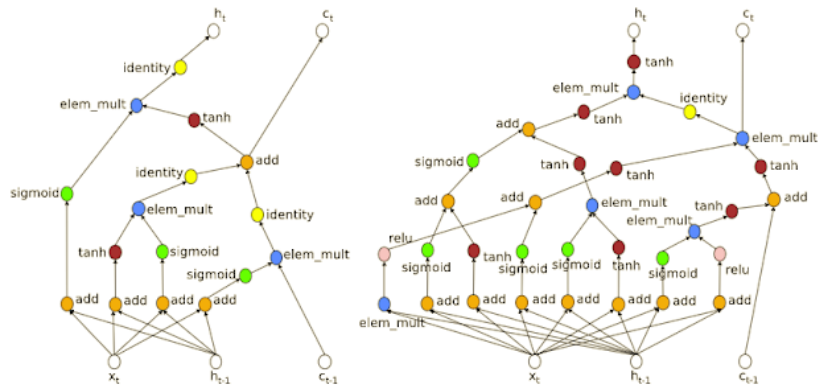 h_t c_t h_t c_t
identity tanh
elem_mult tanh elem_mult identity
add tanh elem_mult
identity add sigmoid tanh tanh tanh
sigmoid add add add
elem_mult identity elem_mult tanh elem_mult
tanh sigmoid elem_mult relu sigmoid tanh sigmoid sigmoid tanh sigmoid relu
sigmoid
add add add add elem_mult add add add add add add add
x_t h_t-1 c_t-1 x_t h_t-1 c_t-1